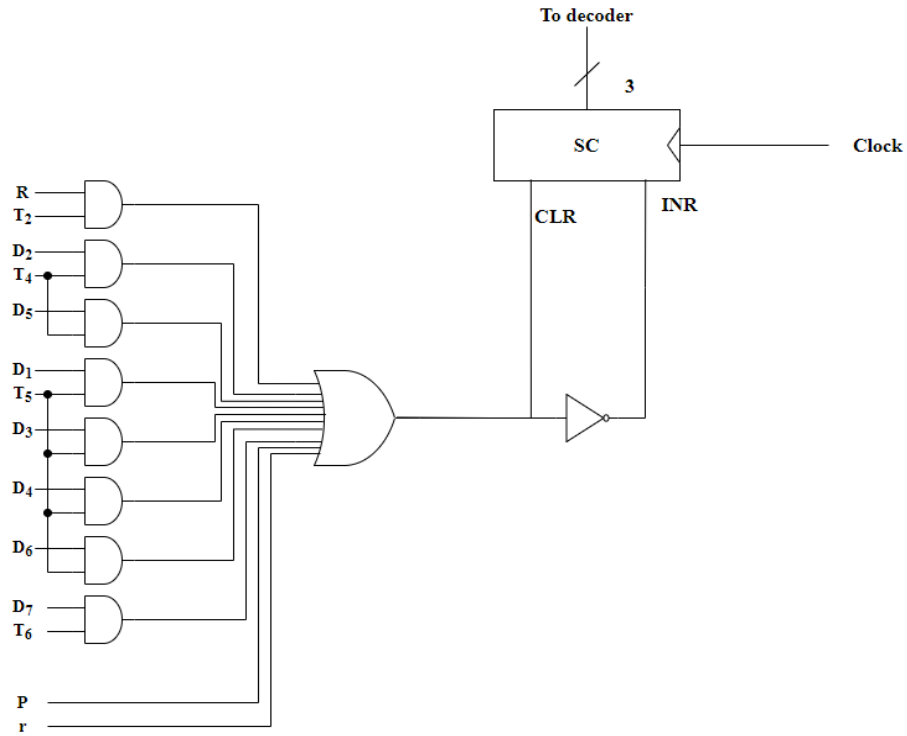 To decoder
3
SC
Clock
CLR
INR
R
T₂
D₂
T₄
D₅
D₁
T₅
D₃
D₄
D₆
D₇
T₆
P
r